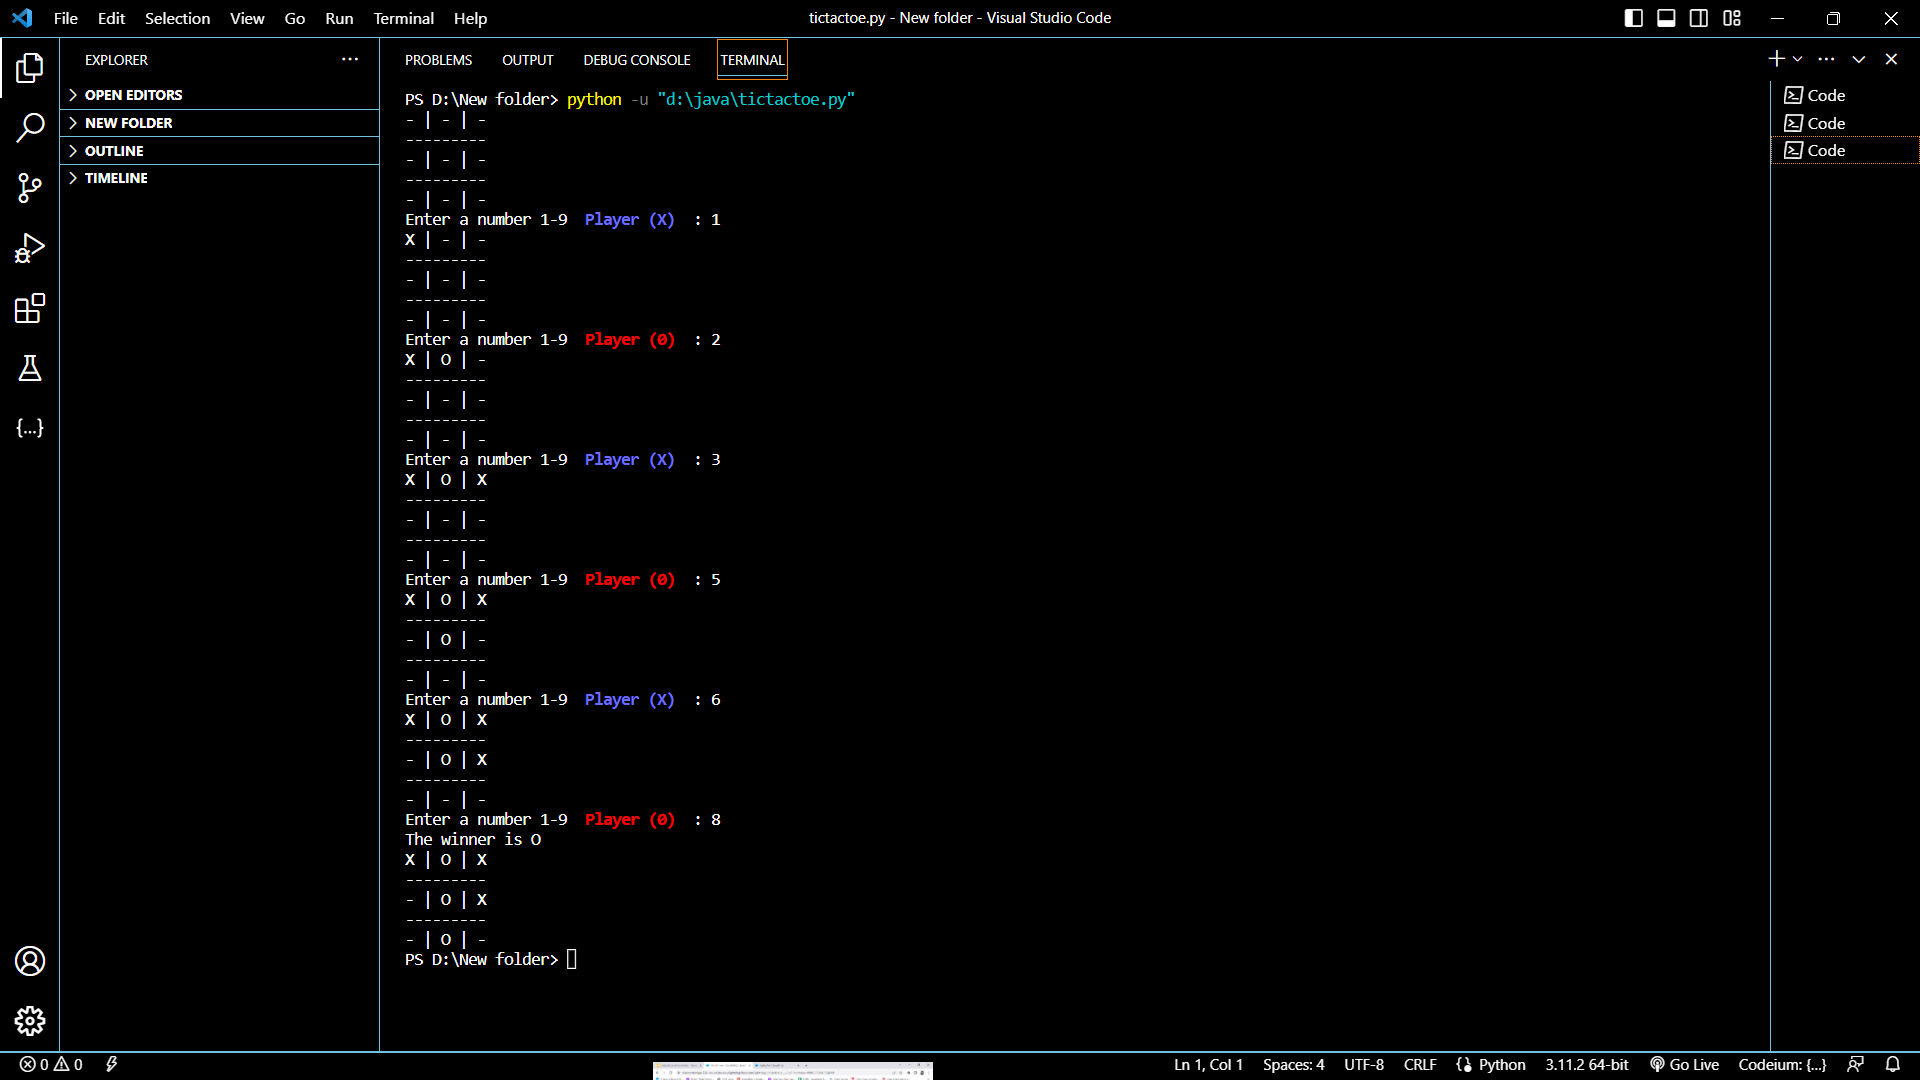 File Edit Selection View Go Run Terminal Help
tictactoe.py - New folder - Visual Studio Code
EXPLORER
OPEN EDITORS
NEW FOLDER
OUTLINE
TIMELINE
PROBLEMS OUTPUT DEBUG CONSOLE TERMINAL
PS D:\New folder> python -u "d:\java\tictactoe.py"
- | - | -
---------
- | - | -
---------
- | - | -
Enter a number 1-9  Player (X)  : 1
X | - | -
---------
- | - | -
---------
- | - | -
Enter a number 1-9  Player (0)  : 2
X | O | -
---------
- | - | -
---------
- | - | -
Enter a number 1-9  Player (X)  : 3
X | O | X
---------
- | - | -
---------
- | - | -
Enter a number 1-9  Player (0)  : 5
X | O | X
---------
- | O | -
---------
- | - | -
Enter a number 1-9  Player (X)  : 6
X | O | X
---------
- | O | X
---------
- | - | -
Enter a number 1-9  Player (0)  : 8
The winner is O
X | O | X
---------
- | O | X
---------
- | O | -
PS D:\New folder>
Code
Code
Code
0 0
Ln 1, Col 1 Spaces: 4 UTF-8 CRLF Python 3.11.2 64-bit Go Live Codeium: {...}